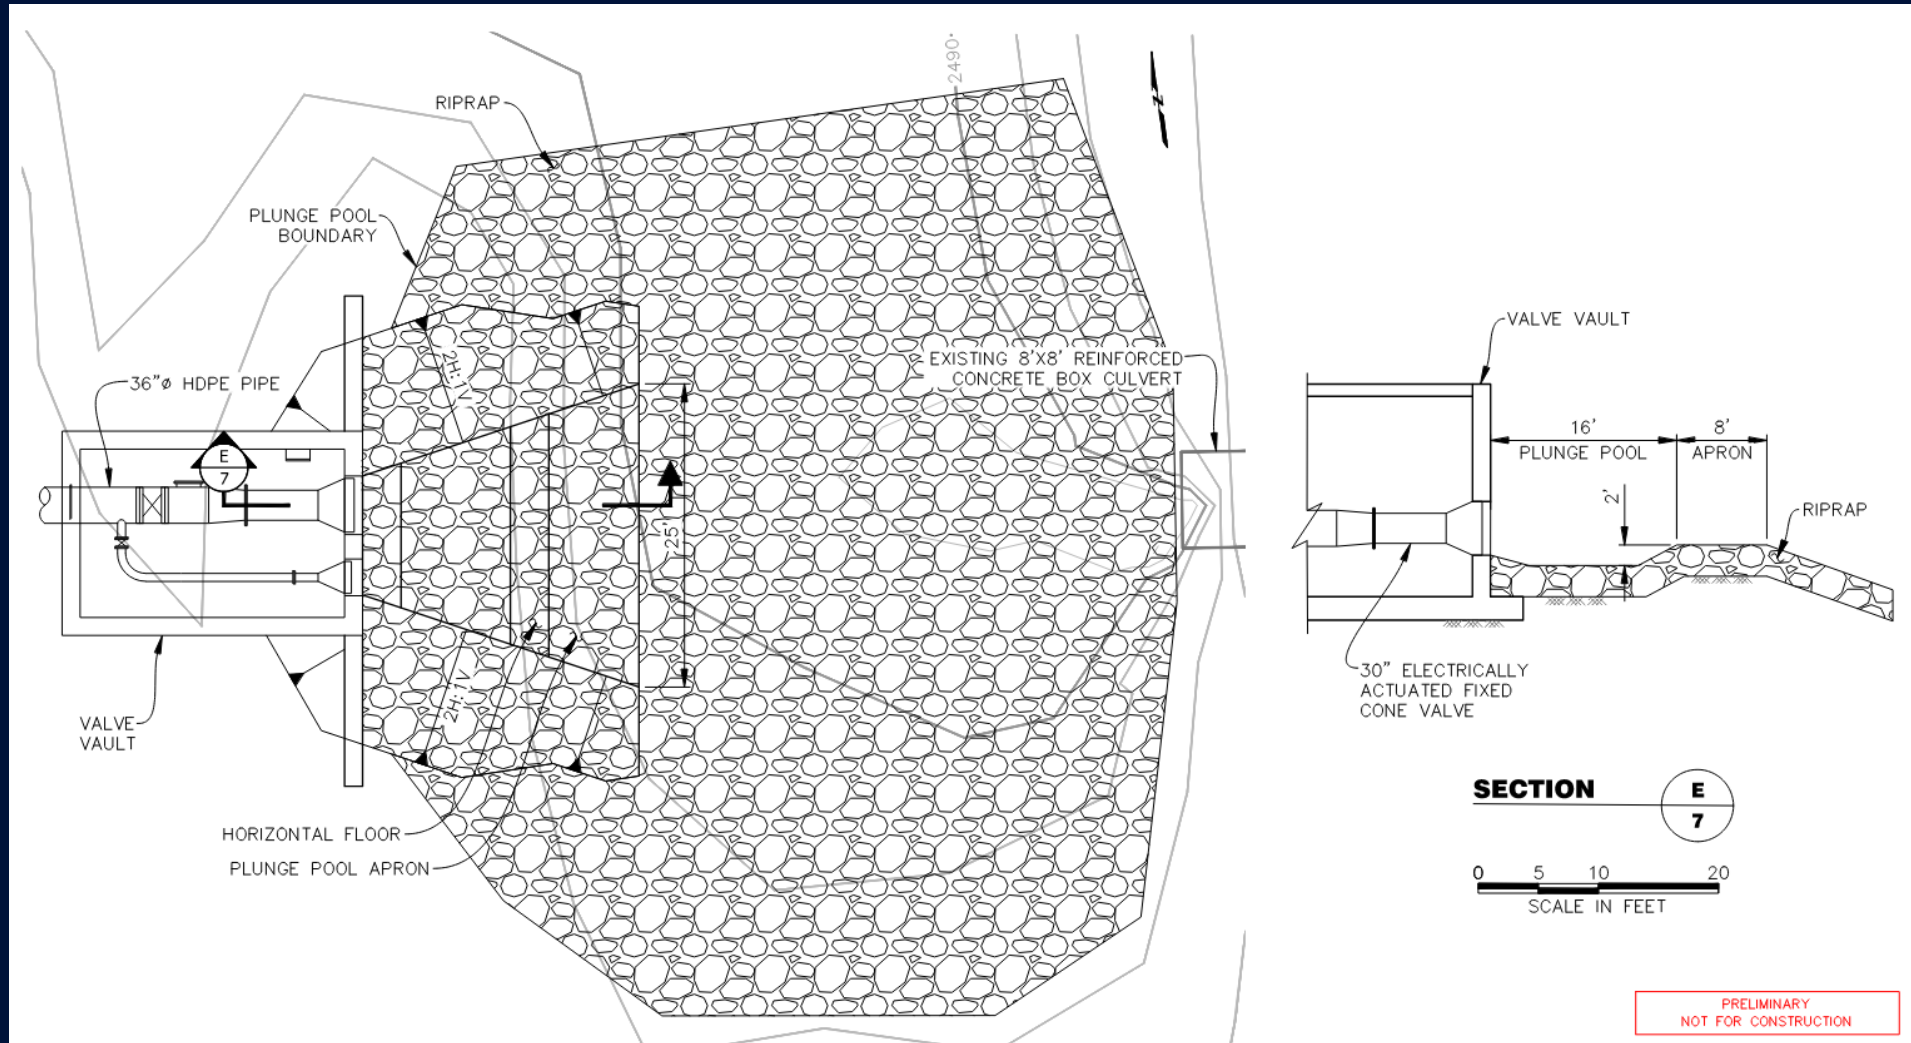 2490
RIPRAP
PLUNGE POOL
BOUNDARY
36"ø HDPE PIPE
E
7
2H:1V
EXISTING 8'X8' REINFORCED
CONCRETE BOX CULVERT
25'
2H:1V
VALVE
VAULT
HORIZONTAL FLOOR
PLUNGE POOL APRON
N
VALVE VAULT
16'
PLUNGE POOL
8'
APRON
2'
RIPRAP
30" ELECTRICALLY
ACTUATED FIXED
CONE VALVE
SECTION
E
7
0 5 10 20
SCALE IN FEET
PRELIMINARY
NOT FOR CONSTRUCTION